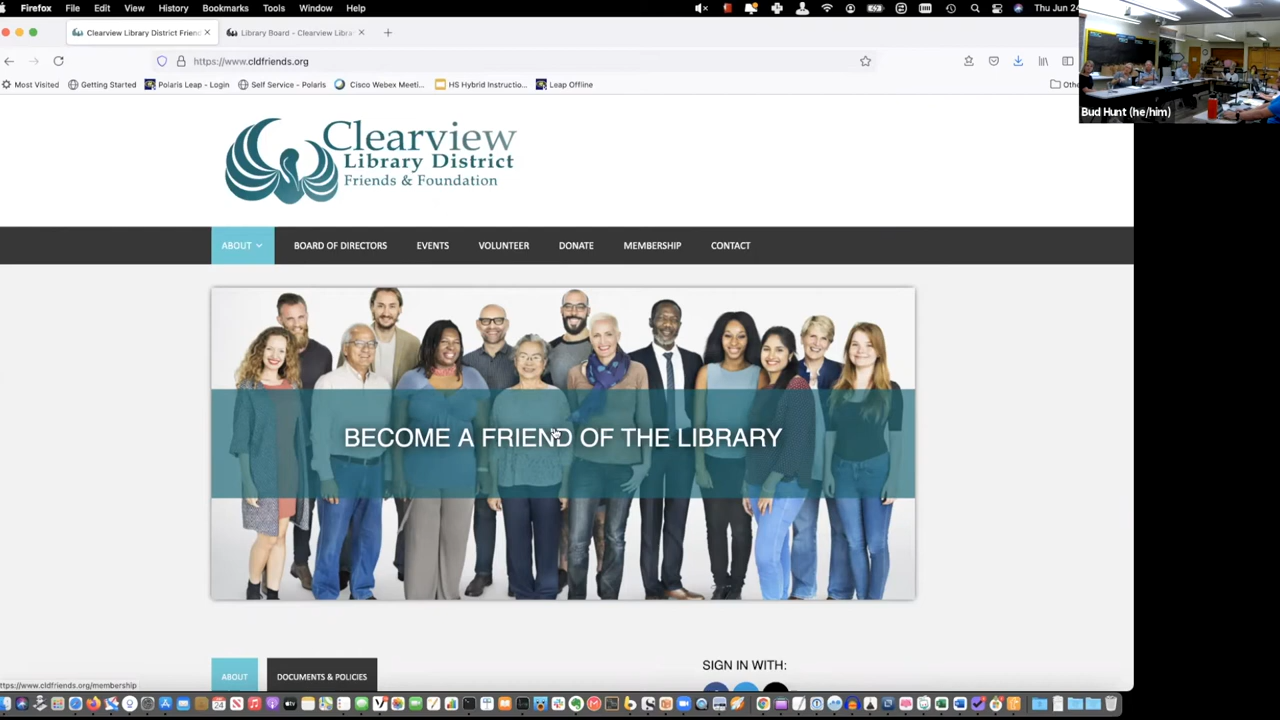 Firefox File Edit View History Bookmarks Tools Window Help Thu Jun 24
Clearview Library District Frien × Library Board - Clearview Libra × +
https://www.cldfriends.org
Most Visited Getting Started Polaris Leap - Login Self Service - Polaris Cisco Webex Meeti... HS Hybrid Instructio... Leap Offline
Bud Hunt (he/him)
Clearview
Library District
Friends & Foundation
ABOUT BOARD OF DIRECTORS EVENTS VOLUNTEER DONATE MEMBERSHIP CONTACT
BECOME A FRIEND OF THE LIBRARY
ABOUT DOCUMENTS & POLICIES
SIGN IN WITH:
https://www.cldfriends.org/membership